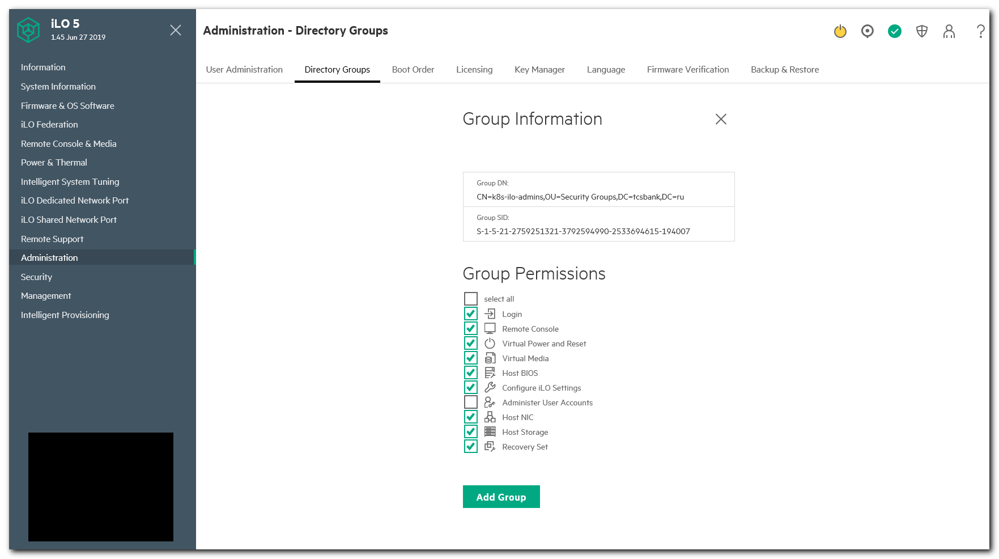 iLO 5
1.45 Jun 27 2019
Information
System Information
Firmware & OS Software
iLO Federation
Remote Console & Media
Power & Thermal
Intelligent System Tuning
iLO Dedicated Network Port
iLO Shared Network Port
Remote Support
Administration
Security
Management
Intelligent Provisioning
Administration - Directory Groups
User Administration Directory Groups Boot Order Licensing Key Manager Language Firmware Verification Backup & Restore
Group Information
Group DN:
CN=k8s-ilo-admins,OU=Security Groups,DC=tcsbank,DC=ru
Group SID:
S-1-5-21-2759251321-3792594990-2533694615-194007
Group Permissions
select all
Login
Remote Console
Virtual Power and Reset
Virtual Media
Host BIOS
Configure iLO Settings
Administer User Accounts
Host NIC
Host Storage
Recovery Set
Add Group